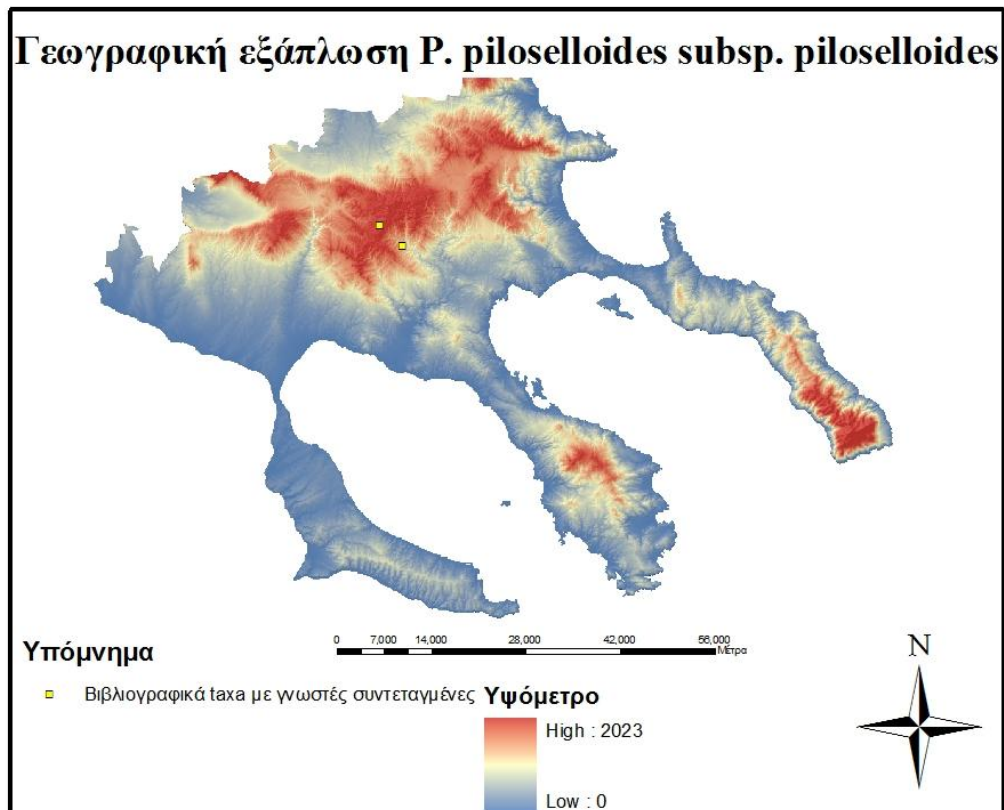 Γεωγραφική εξάπλωση P. piloselloides subsp. piloselloides
0 7,000 14,000 28,000 42,000 56,000
Μέτρα
N
Υπόμνημα
Βιβλιογραφικά taxa με γνωστές συντεταγμένες
Υψόμετρο
High : 2023
Low : 0